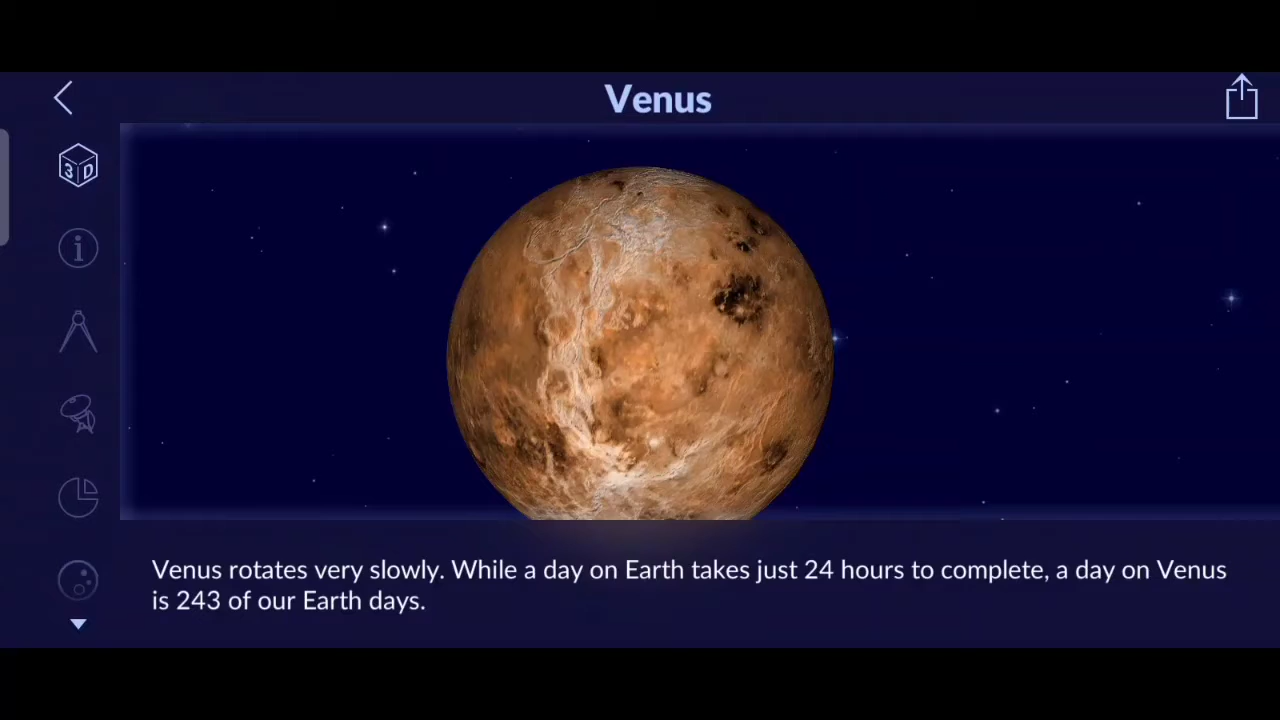 Venus
3D
i
Venus rotates very slowly. While a day on Earth takes just 24 hours to complete, a day on Venus
is 243 of our Earth days.